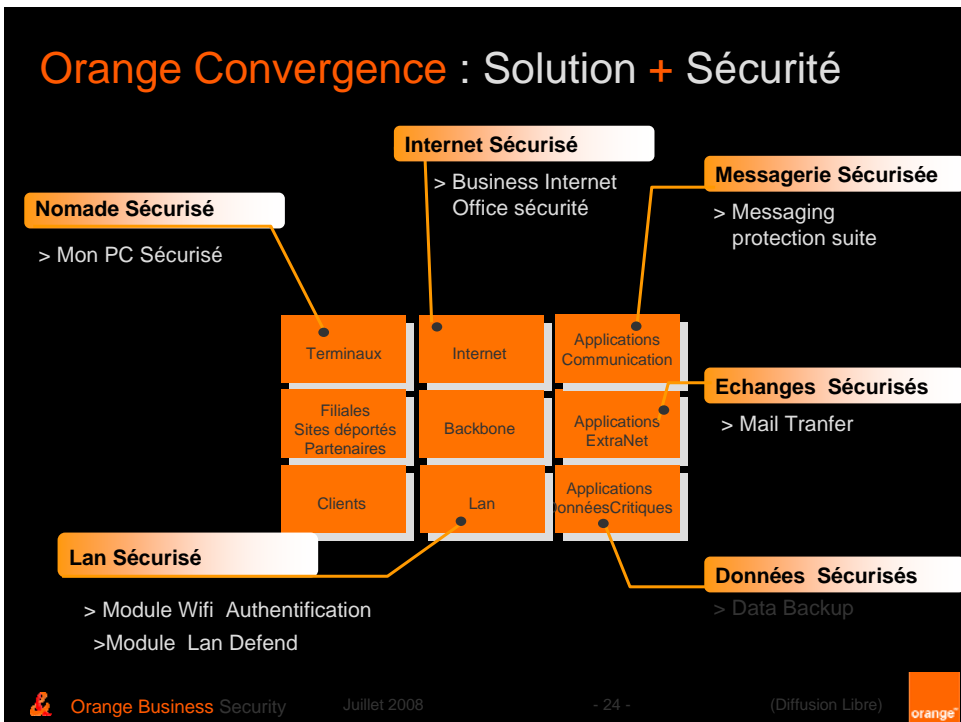 Orange Convergence : Solution + Sécurité
Internet Sécurisé
> Business Internet
Office sécurité
Messagerie Sécurisée
> Messaging
protection suite
Nomade Sécurisé
> Mon PC Sécurisé
Terminaux
Internet
Applications
Communication
Filiales
Sites déportés
Partenaires
Backbone
Applications
ExtraNet
Clients
Lan
Applications
DonnéesCritiques
Echanges Sécurisés
> Mail Tranfer
Lan Sécurisé
> Module Wifi Authentification
>Module Lan Defend
Données Sécurisés
> Data Backup
Orange Business Security
Juillet 2008
- 24 -
(Diffusion Libre)
orange™